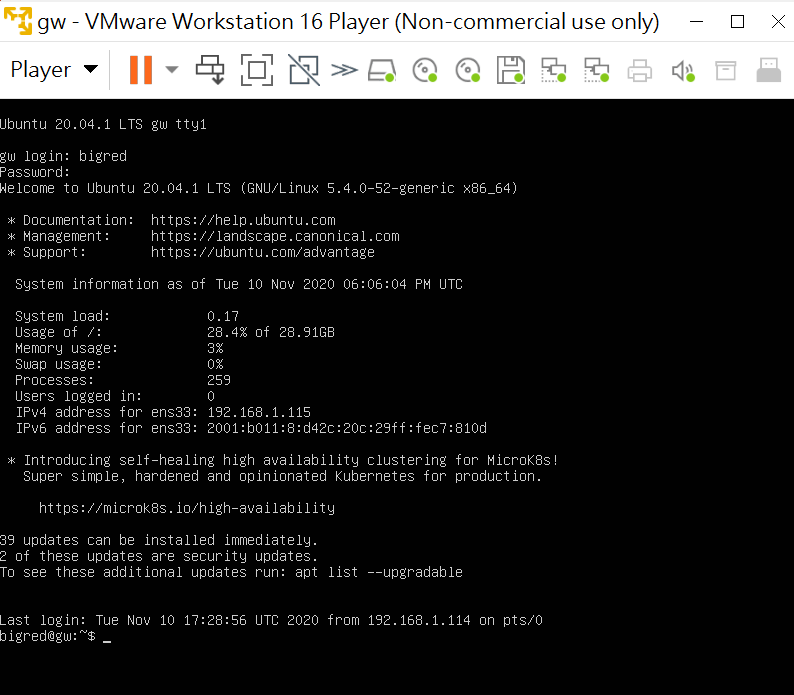 gw - VMware Workstation 16 Player (Non-commercial use only)
Player
Ubuntu 20.04.1 LTS gw tty1
gw login: bigred
Password:
Welcome to Ubuntu 20.04.1 LTS (GNU/Linux 5.4.0-52-generic x86_64)
* Documentation:  https://help.ubuntu.com
* Management:     https://landscape.canonical.com
* Support:        https://ubuntu.com/advantage
System information as of Tue 10 Nov 2020 06:06:04 PM UTC
System load:            0.17
Usage of /:             28.4% of 28.91GB
Memory usage:           3%
Swap usage:             0%
Processes:              259
Users logged in:        0
IPv4 address for ens33: 192.168.1.115
IPv6 address for ens33: 2001:b011:8:d42c:20c:29ff:fec7:810d
* Introducing self-healing high availability clustering for MicroK8s!
Super simple, hardened and opinionated Kubernetes for production.
https://microk8s.io/high-availability
39 updates can be installed immediately.
2 of these updates are security updates.
To see these additional updates run: apt list --upgradable
Last login: Tue Nov 10 17:28:56 UTC 2020 from 192.168.1.114 on pts/0
bigred@gw:~$ _